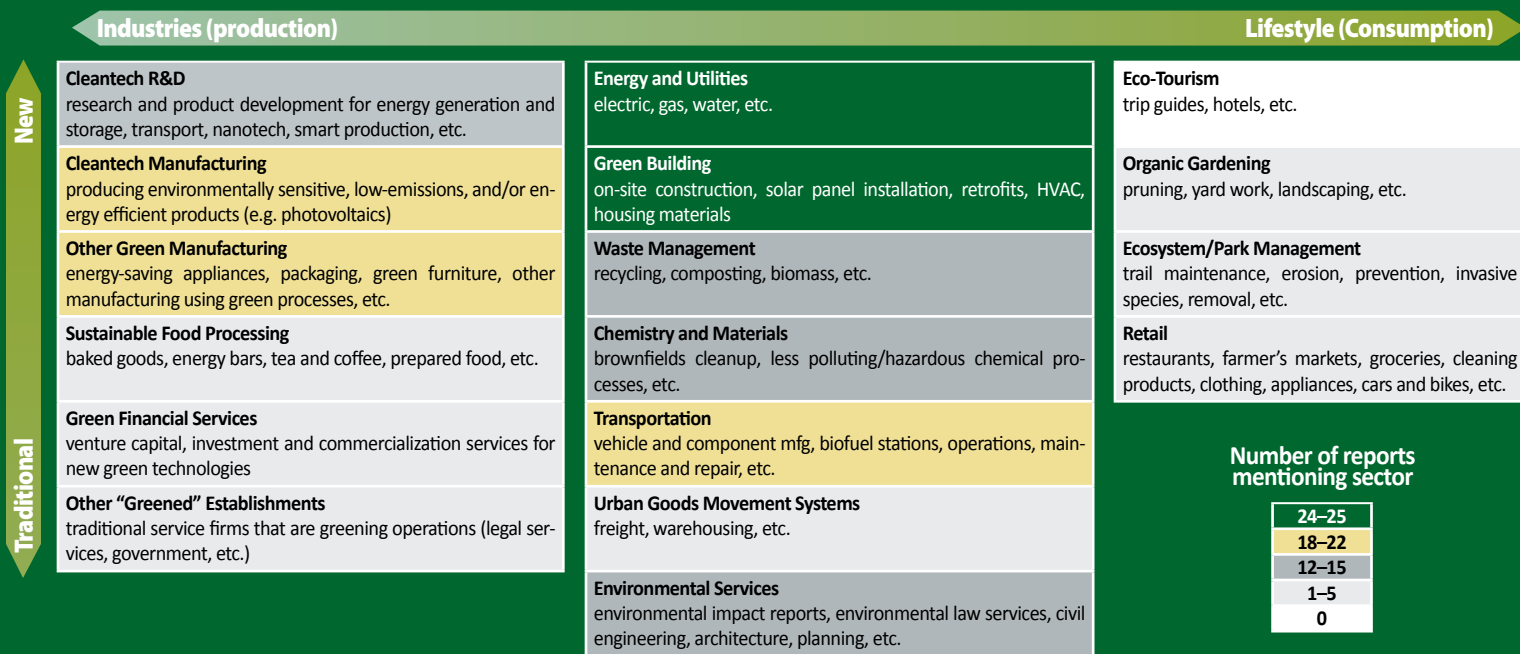 Industries (production)
Lifestyle (Consumption)
New
Traditional
Cleantech R&D
research and product development for energy generation and
storage, transport, nanotech, smart production, etc.
Cleantech Manufacturing
producing environmentally sensitive, low-emissions, and/or en-
ergy efficient products (e.g. photovoltaics)
Other Green Manufacturing
energy-saving appliances, packaging, green furniture, other
manufacturing using green processes, etc.
Sustainable Food Processing
baked goods, energy bars, tea and coffee, prepared food, etc.
Green Financial Services
venture capital, investment and commercialization services for
new green technologies
Other “Greened” Establishments
traditional service firms that are greening operations (legal ser-
vices, government, etc.)
Energy and Utilities
electric, gas, water, etc.
Green Building
on-site construction, solar panel installation, retrofits, HVAC,
housing materials
Waste Management
recycling, composting, biomass, etc.
Chemistry and Materials
brownfields cleanup, less polluting/hazardous chemical pro-
cesses, etc.
Transportation
vehicle and component mfg, biofuel stations, operations, main-
tenance and repair, etc.
Urban Goods Movement Systems
freight, warehousing, etc.
Environmental Services
environmental impact reports, environmental law services, civil
engineering, architecture, planning, etc.
Eco-Tourism
trip guides, hotels, etc.
Organic Gardening
pruning, yard work, landscaping, etc.
Ecosystem/Park Management
trail maintenance, erosion, prevention, invasive
species, removal, etc.
Retail
restaurants, farmer’s markets, groceries, cleaning
products, clothing, appliances, cars and bikes, etc.
Number of reports
mentioning sector
24–25
18–22
12–15
1–5
0